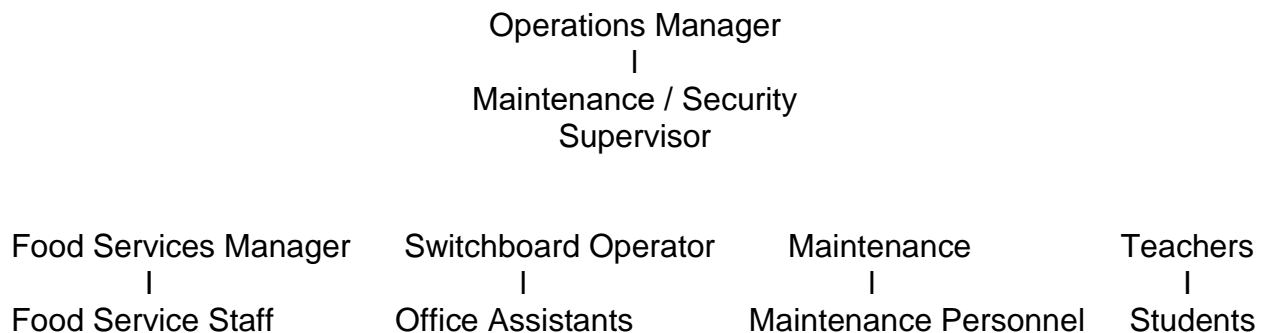 Operations Manager
I
Maintenance / Security
Supervisor
Food Services Manager Switchboard Operator Maintenance Teachers
I I I I
Food Service Staff Office Assistants Maintenance Personnel Students